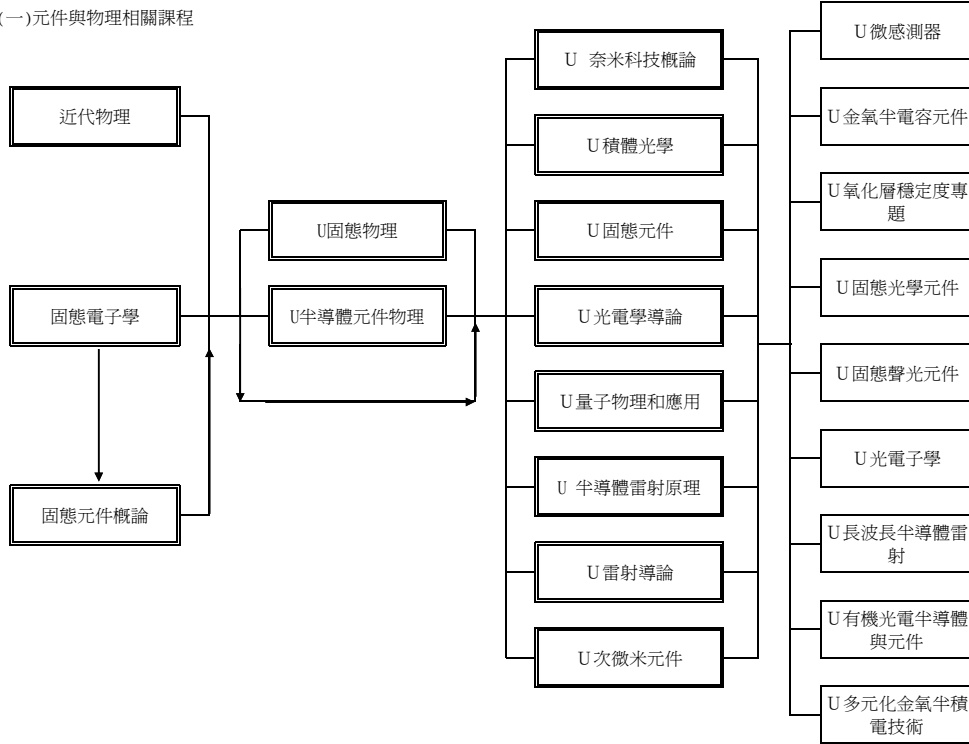 (一)元件與物理相關課程
近代物理
固態電子學
固態元件概論
U固態物理
U半導體元件物理
U 奈米科技概論
U積體光學
U固態元件
U光電學導論
U量子物理和應用
U 半導體雷射原理
U雷射導論
U次微米元件
U微感測器
U金氧半電容元件
U氧化層穩定度專
題
U固態光學元件
U固態聲光元件
U光電子學
U長波長半導體雷
射
U有機光電半導體
與元件
U多元化金氧半積
電技術